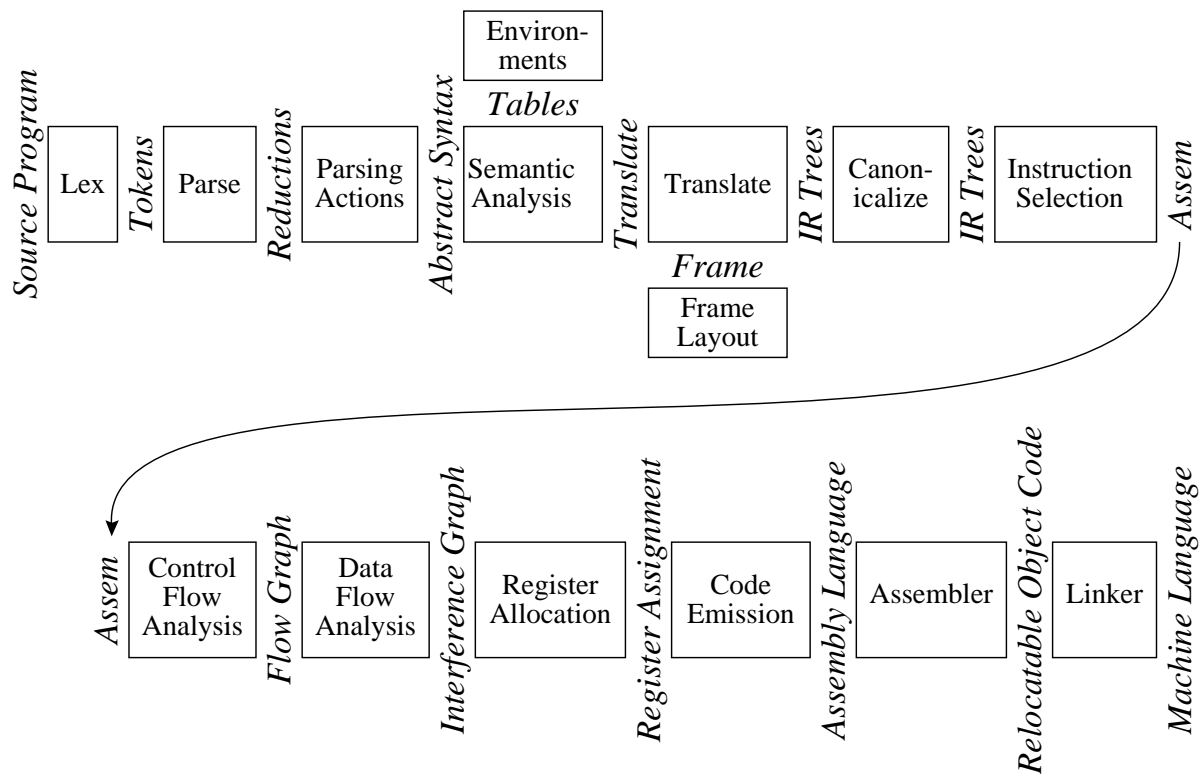 Environ-
ments
Tables
Source Program
Lex
Tokens
Parse
Reductions
Parsing
Actions
Abstract Syntax
Semantic
Analysis
Translate
Translate
IR Trees
Canon-
icalize
IR Trees
Instruction
Selection
Assem
Frame
Frame
Layout
Assem
Control
Flow
Analysis
Flow Graph
Data
Flow
Analysis
Interference Graph
Register
Allocation
Register Assignment
Code
Emission
Assembly Language
Assembler
Relocatable Object Code
Linker
Machine Language